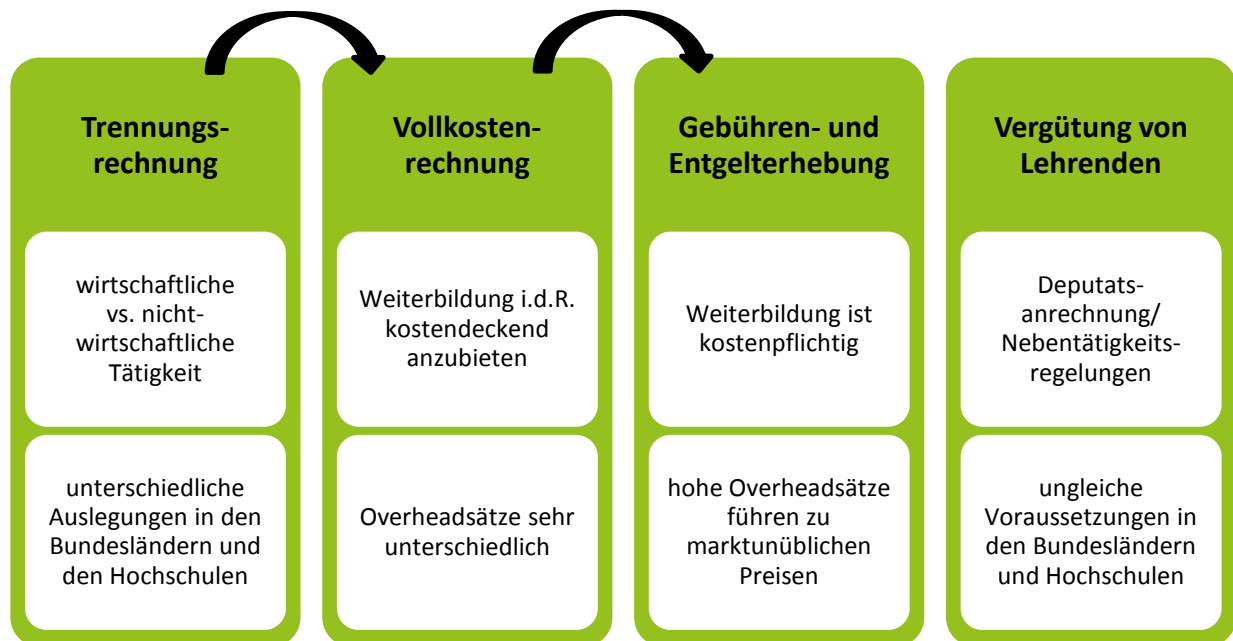 Trennungs-
rechnung
wirtschaftliche
vs. nicht-
wirtschaftliche
Tätigkeit
unterschiedliche
Auslegungen in den
Bundesländern und
den Hochschulen
Vollkosten-
rechnung
Weiterbildung i.d.R.
kostendeckend
anzubieten
Overheadsätze sehr
unterschiedlich
Gebühren- und
Entgelterhebung
Weiterbildung ist
kostenpflichtig
hohe Overheadsätze
führen zu
marktunüblichen
Preisen
Vergütung von
Lehrenden
Deputats-
anrechnung/
Nebentätigkeits-
regelungen
ungleiche
Voraussetzungen in
den Bundesländern
und Hochschulen